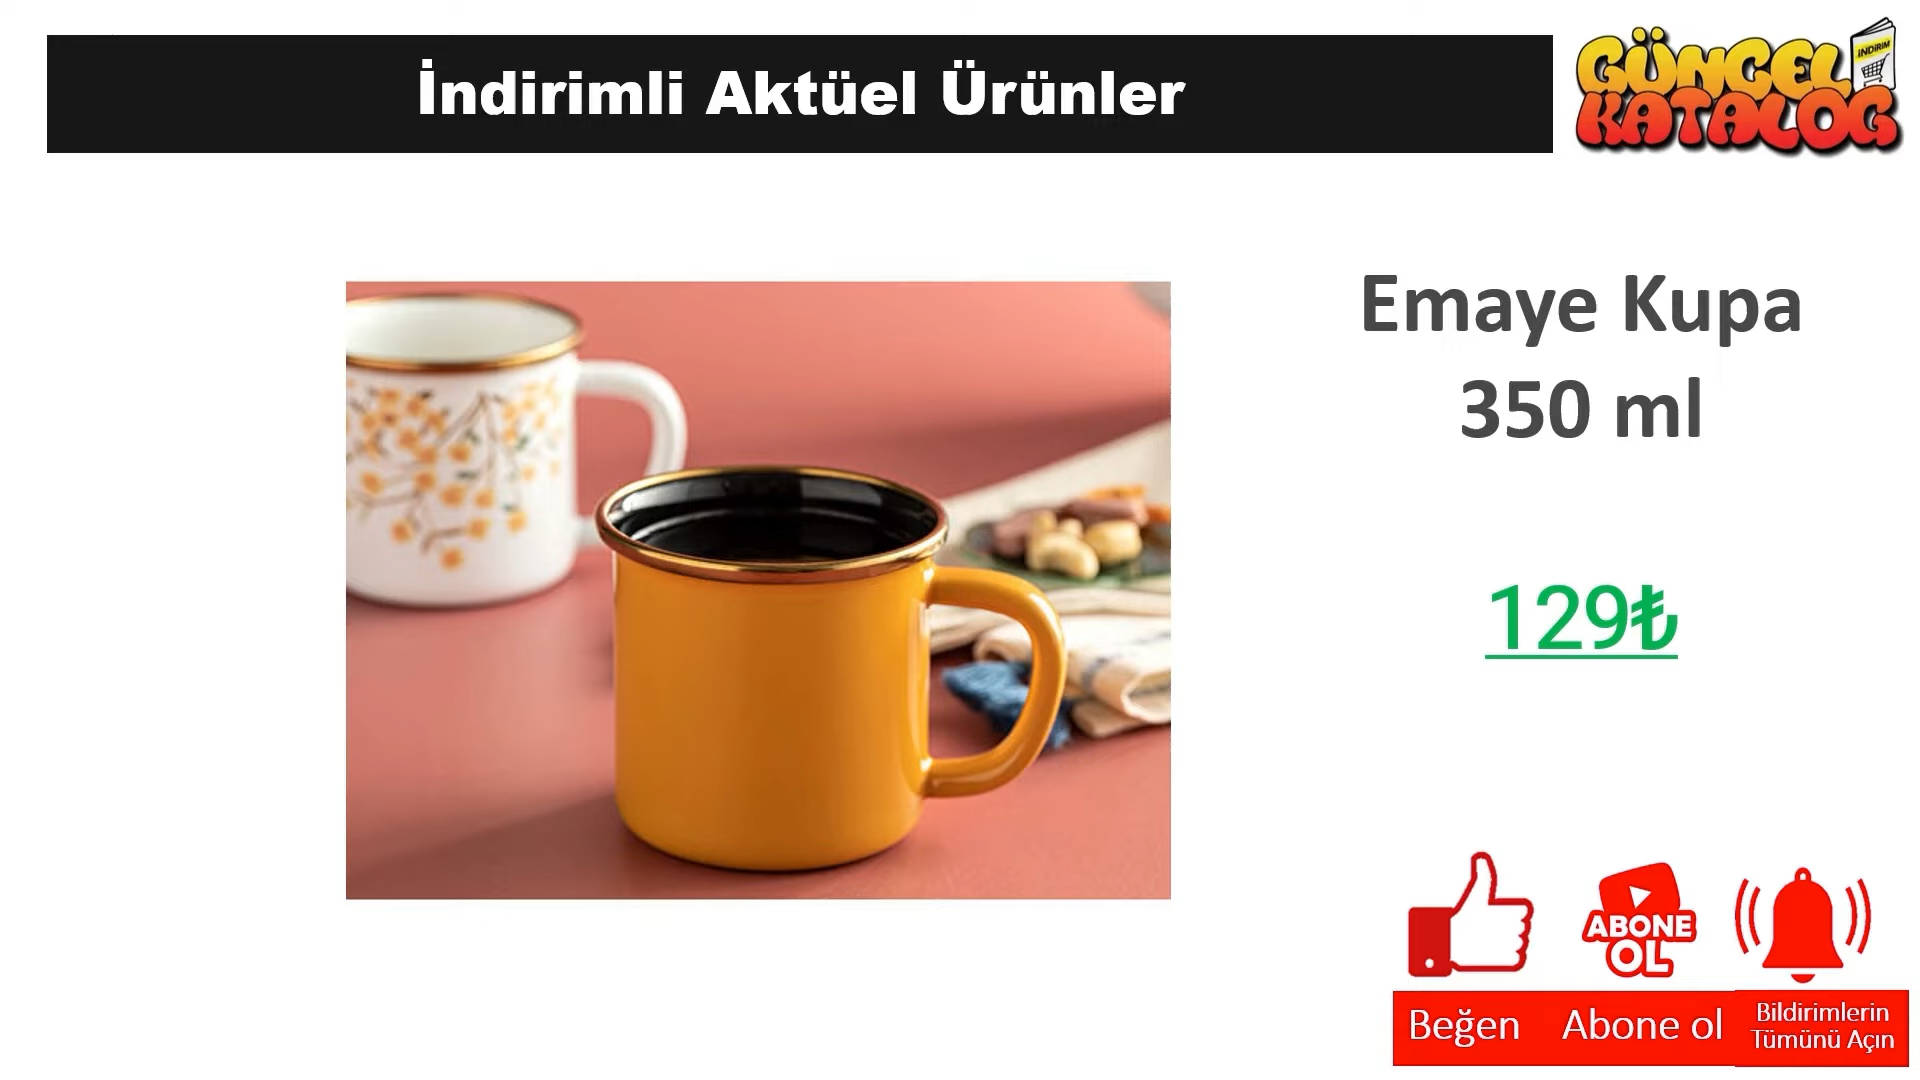 İndirimli Aktüel Ürünler
GÜNCEL
KATALOG
İNDİRİM
Emaye Kupa
350 ml
129₺
ABONE
OL
Beğen
Abone ol
Bildirimlerin
Tümünü Açın